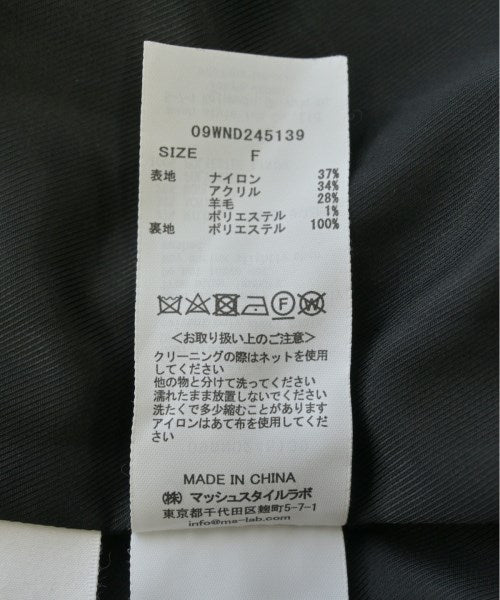 09WND245139
SIZE F
表地 ナイロン 37%
アクリル 34%
羊毛 28%
ポリエステル 1%
裏地 ポリエステル 100%
F W
<お取り扱い上のご注意>
クリーニングの際はネットを使用
してください
他の物と分けて洗ってください
濡れたまま放置しないでください
洗たくで多少縮むことがあります
アイロンはあて布を使用してくだ
さい
MADE IN CHINA
(株) マッシュスタイルラボ
東京都千代田区麹町5-7-1
info@ma-lab.com